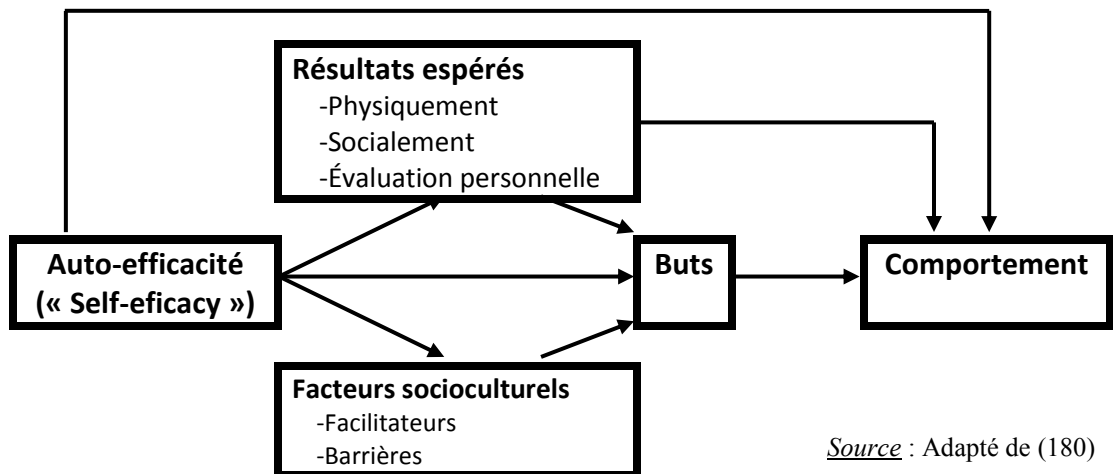 Résultats espérés
-Physiquement
-Socialement
-Évaluation personnelle
Auto-efficacité
(« Self-eficacy »)
Buts
Comportement
Facteurs socioculturels
-Facilitateurs
-Barrières
Source : Adapté de (180)